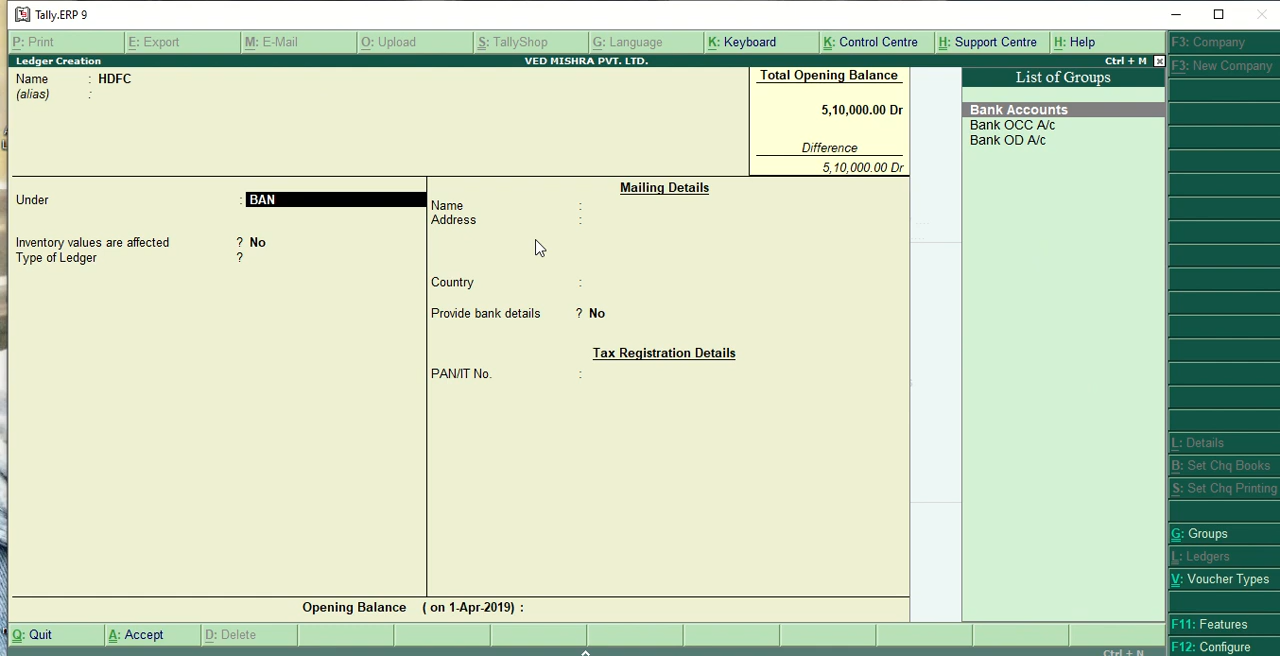 Tally.ERP 9
P: Print E: Export M: E-Mail O: Upload S: TallyShop G: Language K: Keyboard K: Control Centre H: Support Centre H: Help
F3: Company
F3: New Company
Ledger Creation VED MISHRA PVT. LTD. Ctrl + M
Name : HDFC
(alias) :
Total Opening Balance
5,10,000.00 Dr
Difference
5,10,000.00 Dr
List of Groups
Bank Accounts
Bank OCC A/c
Bank OD A/c
Under : BAN
Inventory values are affected ? No
Type of Ledger ?
Mailing Details
Name :
Address :
Country :
Provide bank details ? No
Tax Registration Details
PAN/IT No. :
Opening Balance ( on 1-Apr-2019) :
L: Details
B: Set Chq Books
S: Set Chq Printing
G: Groups
L: Ledgers
V: Voucher Types
F11: Features
F12: Configure
Q: Quit A: Accept D: Delete
Ctrl + N